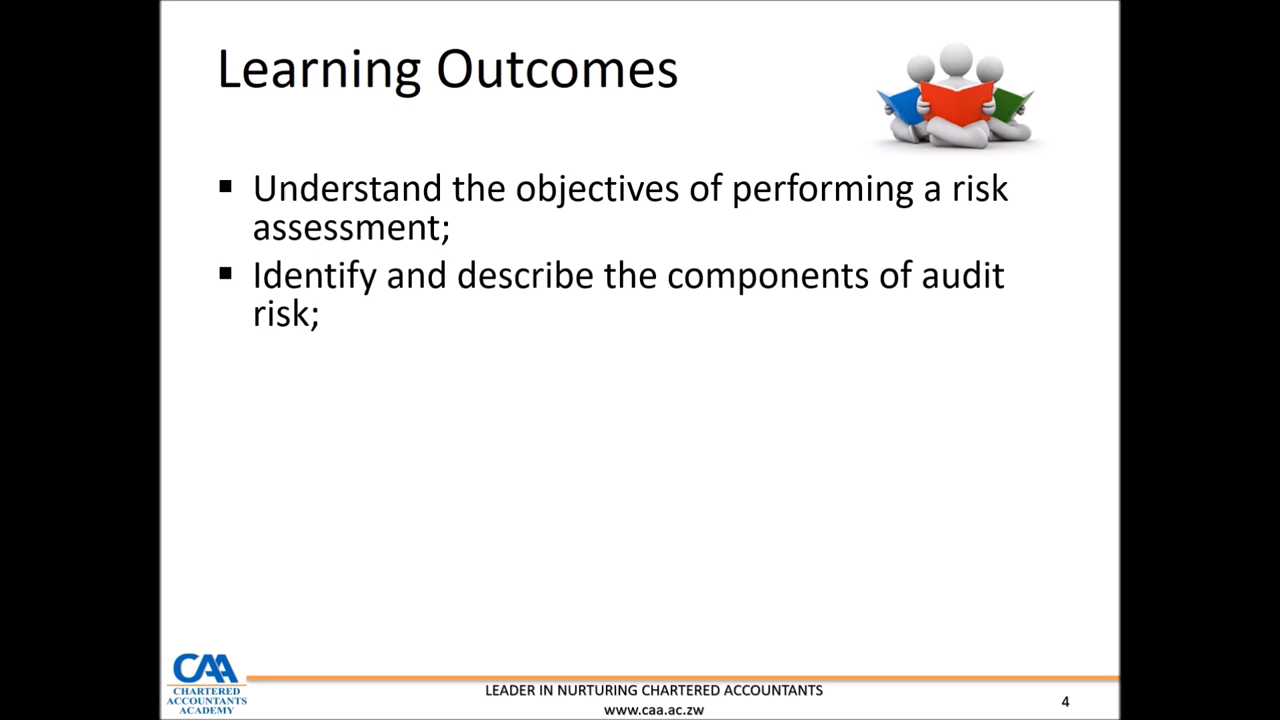 Learning Outcomes
▪ Understand the objectives of performing a risk
assessment;
▪ Identify and describe the components of audit
risk;
CAA
CHARTERED
ACCOUNTANTS
ACADEMY
LEADER IN NURTURING CHARTERED ACCOUNTANTS
www.caa.ac.zw
4